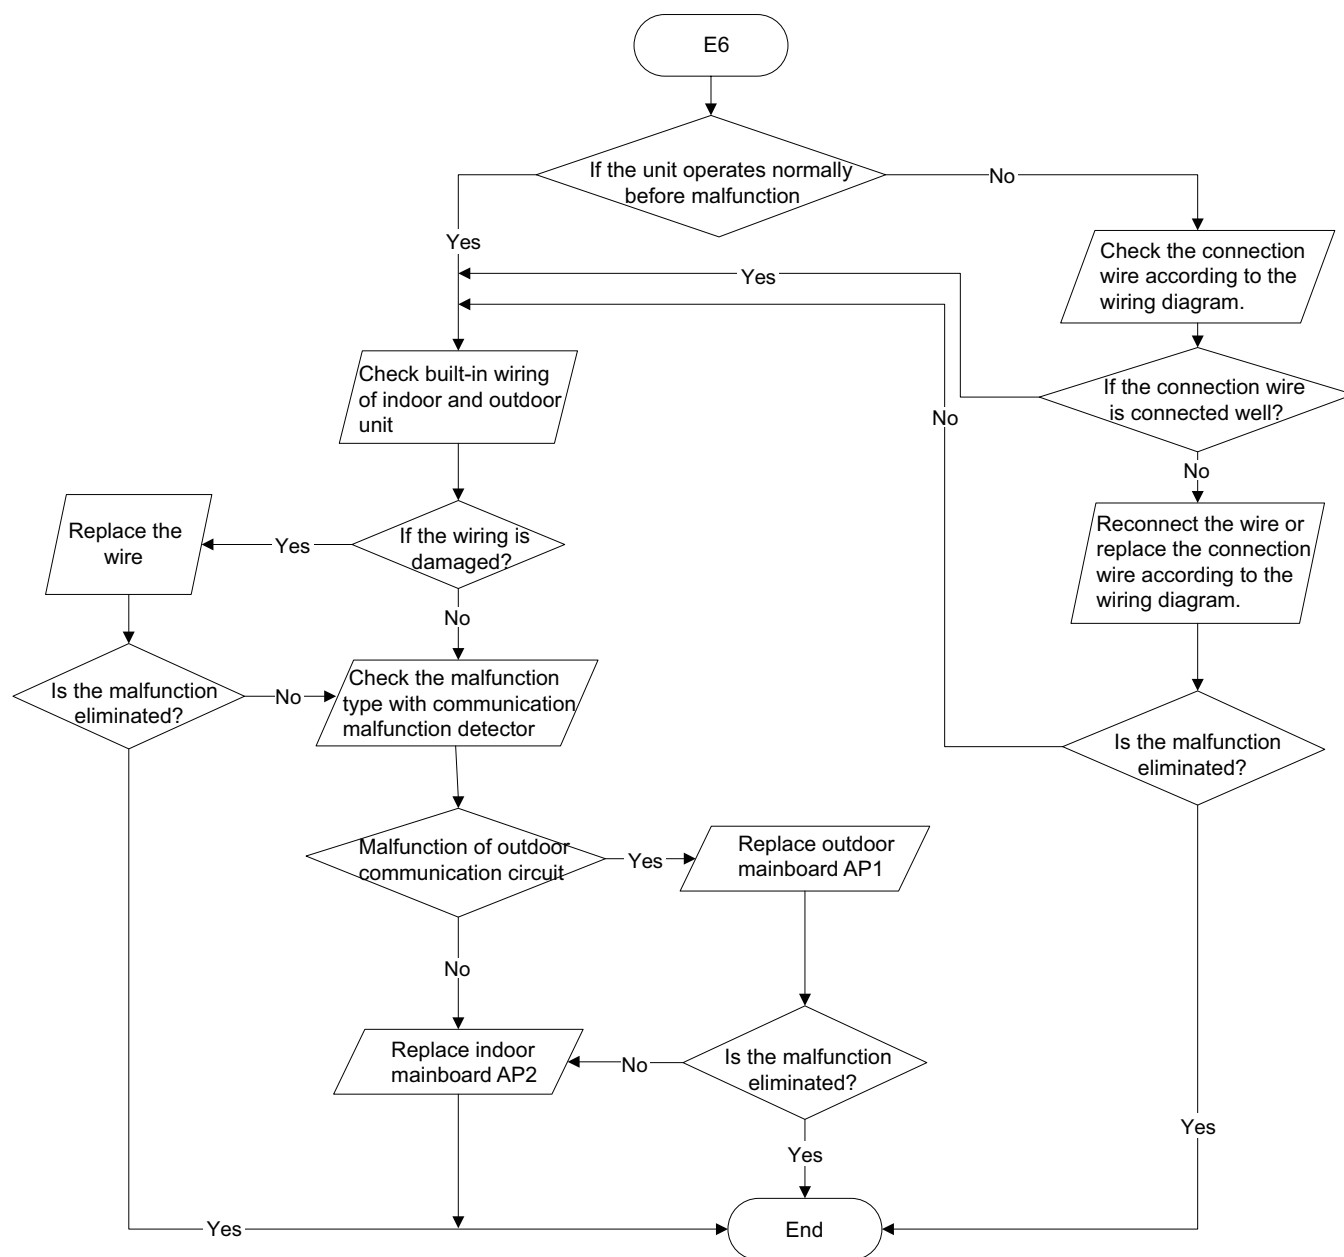 E6
If the unit operates normally
before malfunction
No
Yes
Check the connection
wire according to the
wiring diagram.
Yes
Check built-in wiring
of indoor and outdoor
unit
If the connection wire
is connected well?
No
No
Replace the
wire
Yes
If the wiring is
damaged?
Reconnect the wire or
replace the connection
wire according to the
wiring diagram.
No
Is the malfunction
eliminated?
No
Check the malfunction
type with communication
malfunction detector
Is the malfunction
eliminated?
Malfunction of outdoor
communication circuit
Yes
Replace outdoor
mainboard AP1
No
Replace indoor
mainboard AP2
No
Is the malfunction
eliminated?
Yes
Yes
Yes
End